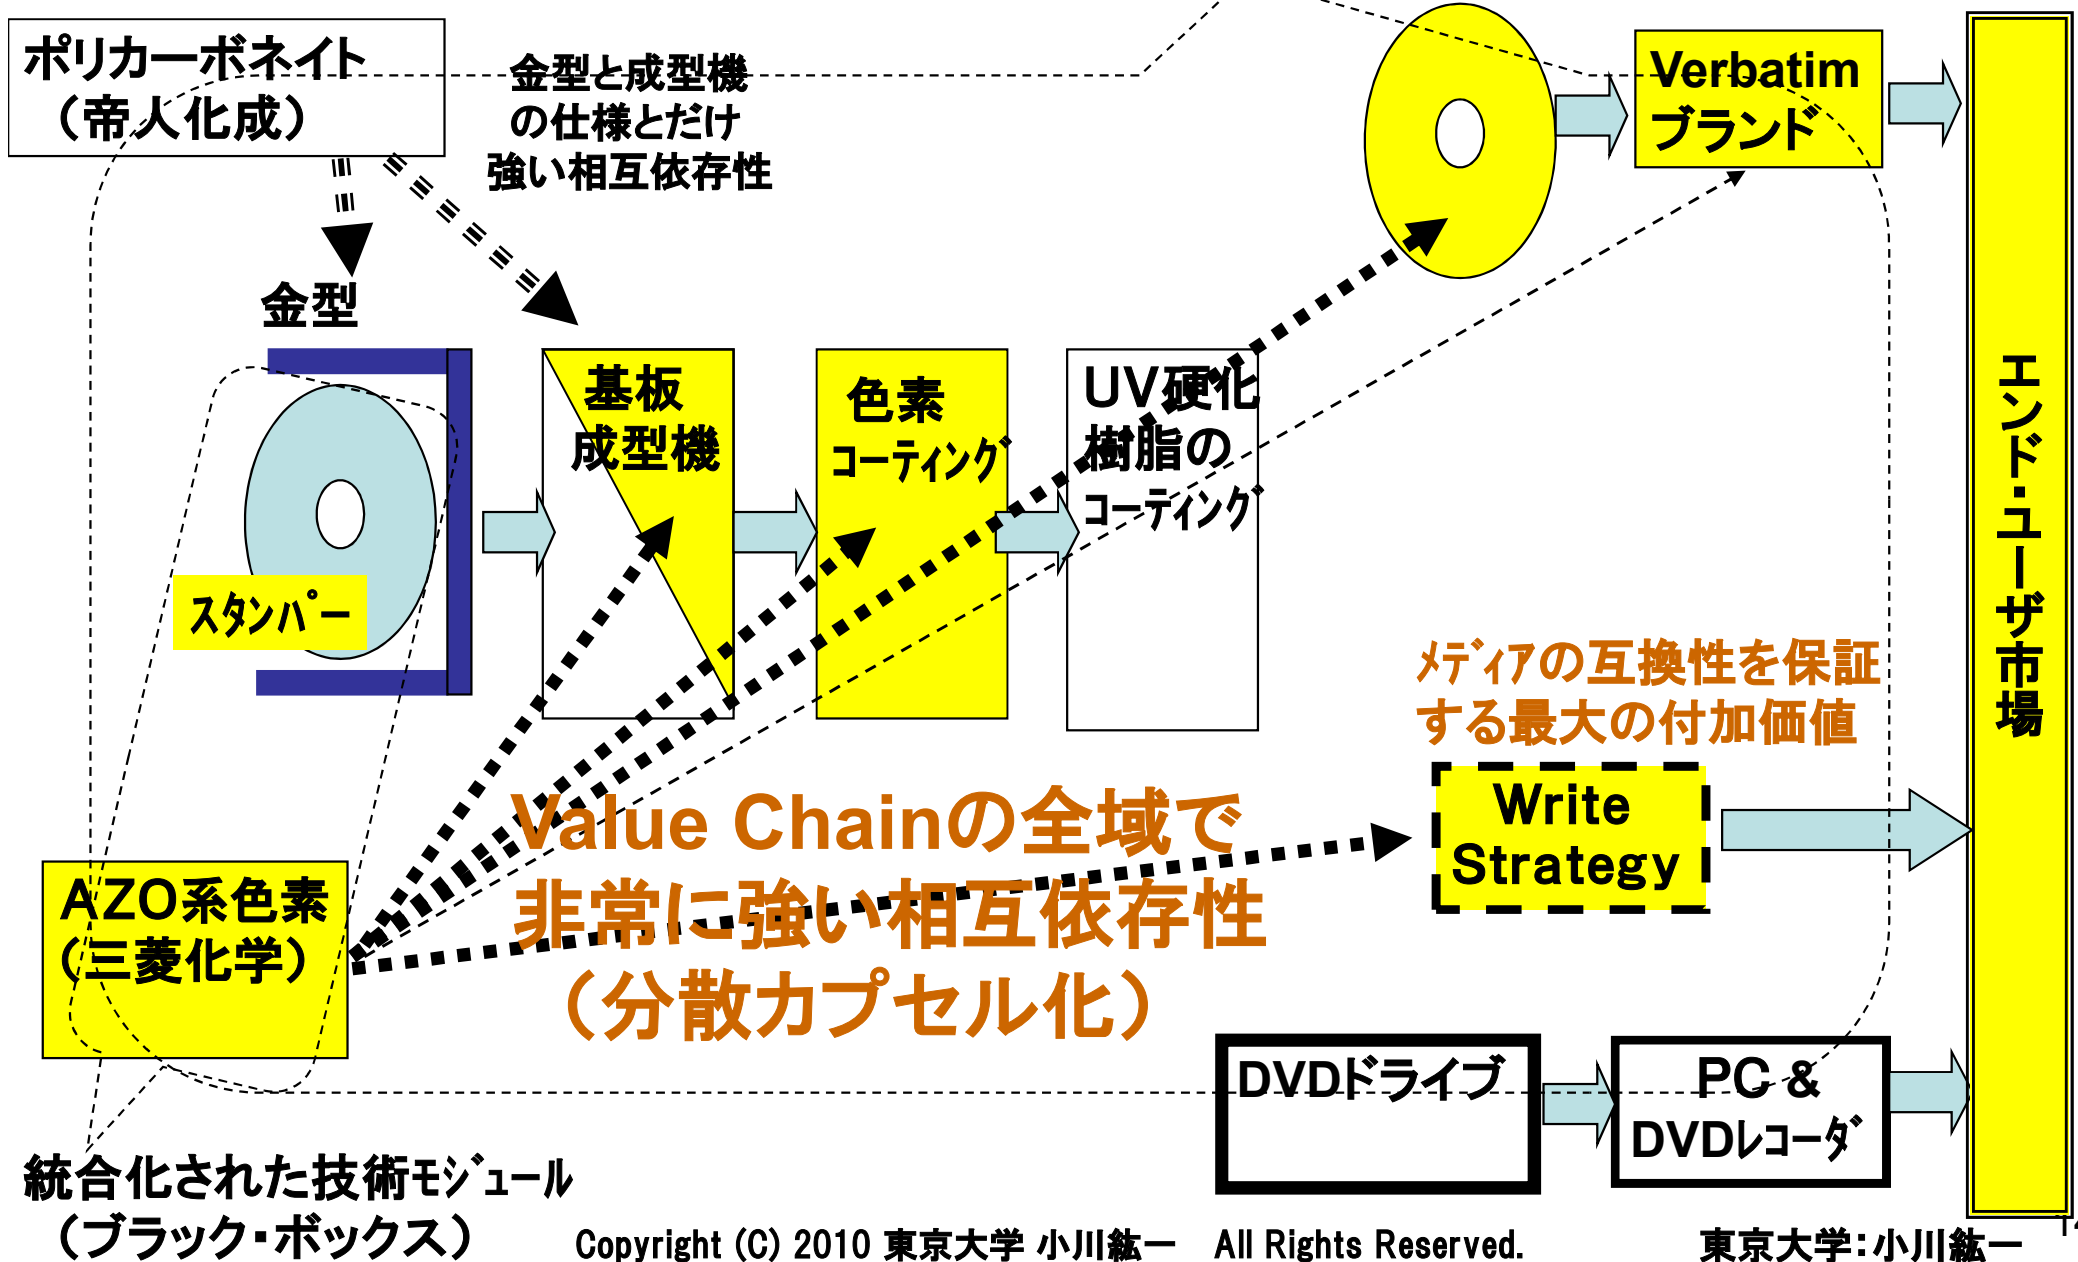 ポリカーボネイト
（帝人化成）
金型と成型機
の仕様とだけ
強い相互依存性
Verbatim
ブランド
金型
基板
成型機
色素
コーティング
UV硬化
樹脂の
コーティング
スタンパー
エンド・ユーザ市場
メディアの互換性を保証
する最大の付加価値
Write
Strategy
Value Chainの全域で
非常に強い相互依存性
（分散カプセル化）
AZO系色素
（三菱化学）
DVDドライブ
PC &
DVDレコーダ
統合化された技術モジュール
（ブラック・ボックス）
Copyright (C) 2010 東京大学 小川紘一 All Rights Reserved.
東京大学：小川紘一